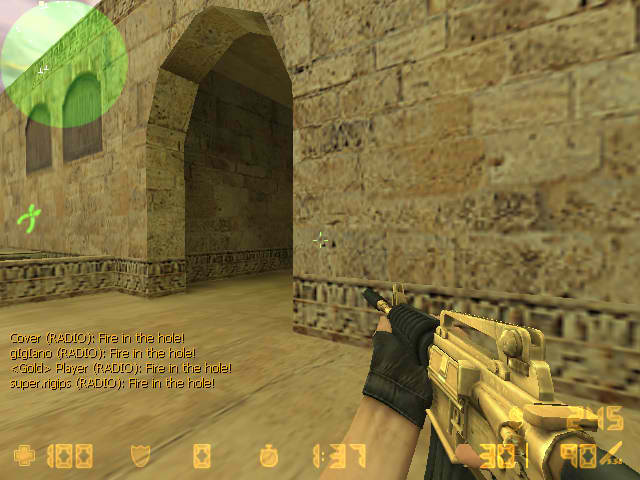 Cover (RADIO): Fire in the hole!
gIgIano (RADIO): Fire in the hole!
<Gold> Player (RADIO): Fire in the hole!
super.rigips (RADIO): Fire in the hole!
245
100 0 1:37 30 | 90